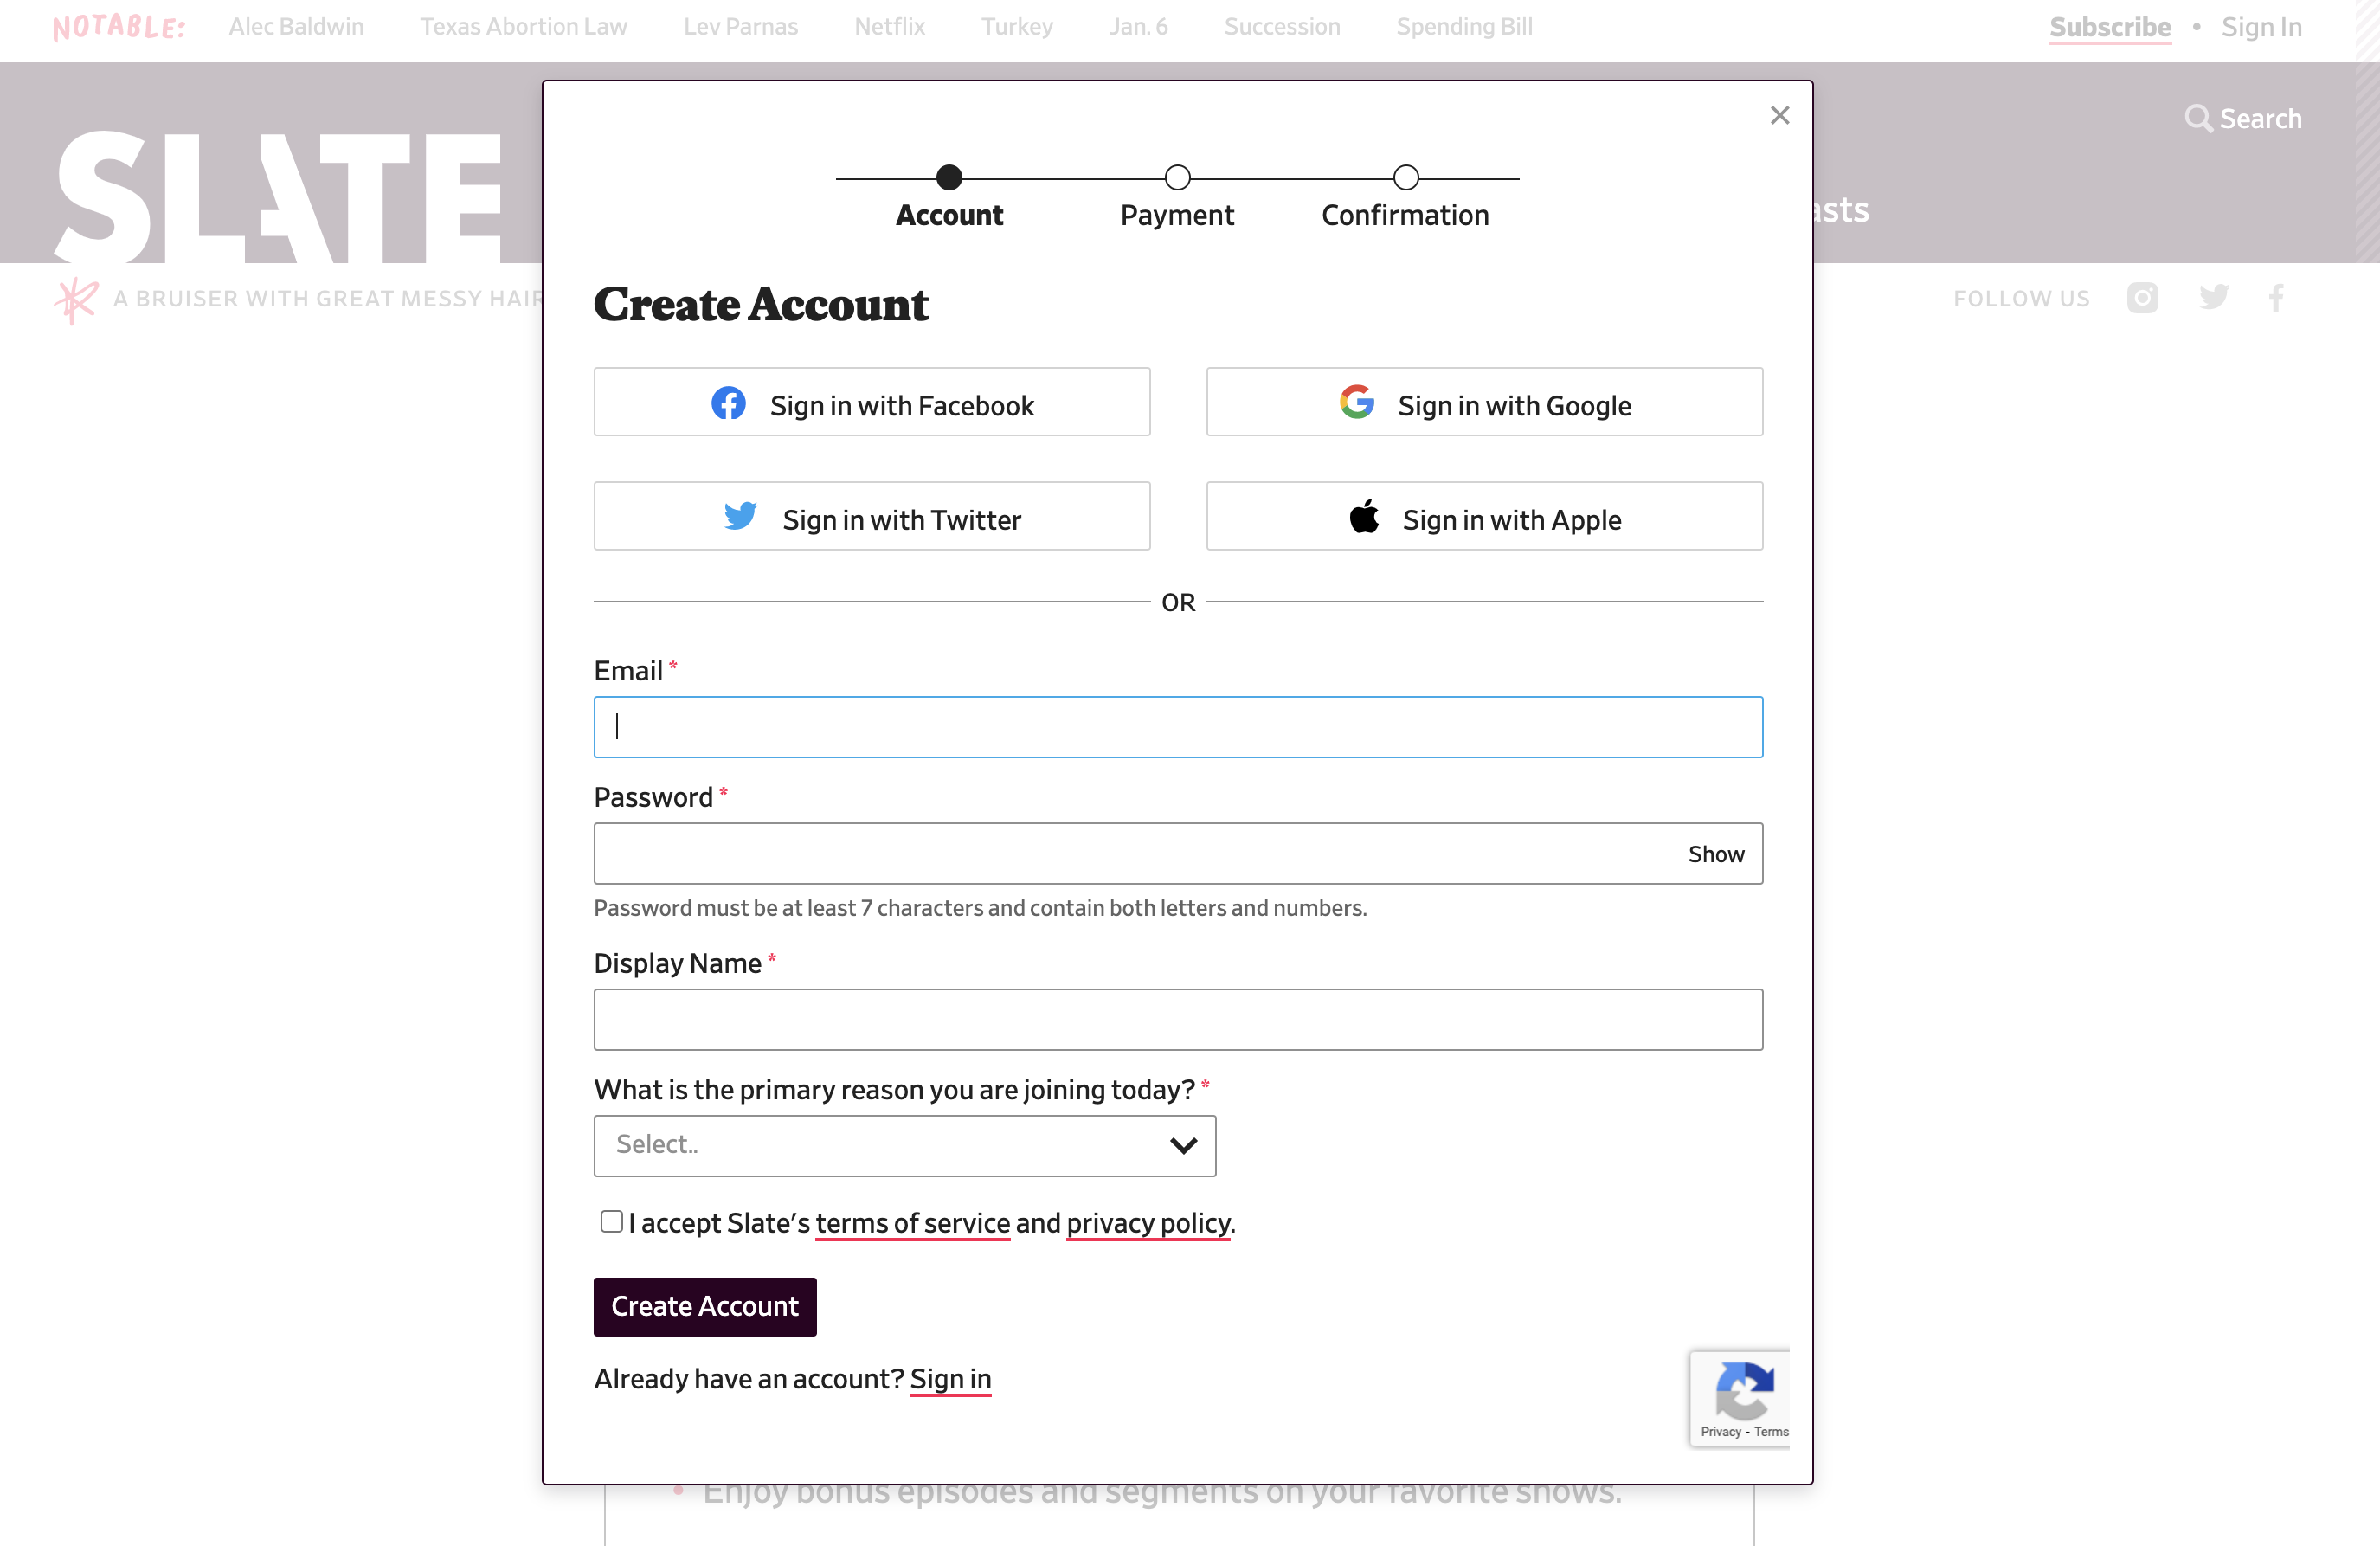 NOTABLE: Alec Baldwin Texas Abortion Law Lev Parnas Netflix Turkey Jan. 6 Succession Spending Bill Subscribe • Sign In
SLATE
Search
asts
A BRUISER WITH GREAT MESSY HAIR
FOLLOW US
×
Account Payment Confirmation
Create Account
Sign in with Facebook Sign in with Google
Sign in with Twitter Sign in with Apple
OR
Email *
Password *
Show
Password must be at least 7 characters and contain both letters and numbers.
Display Name *
What is the primary reason you are joining today? *
Select..
I accept Slate's terms of service and privacy policy.
Create Account
Already have an account? Sign in
Privacy - Terms
• Enjoy bonus episodes and segments on your favorite shows.